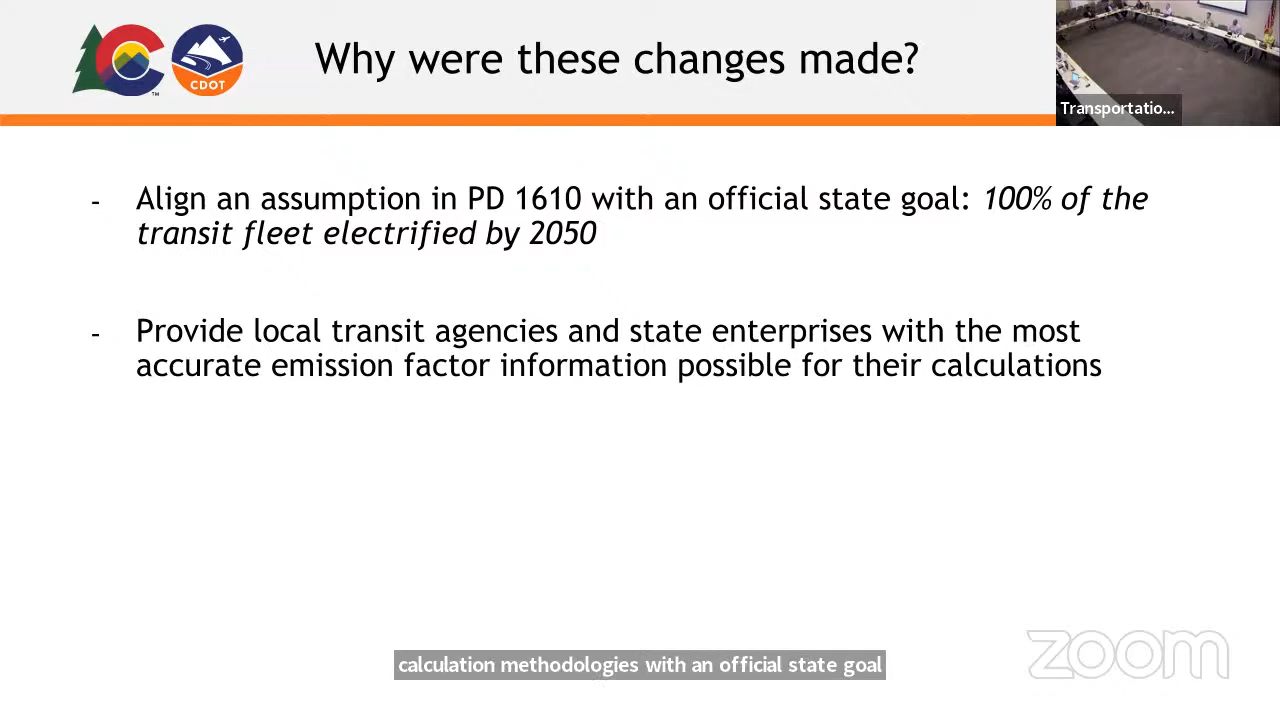 CDOT
TM
Why were these changes made?
Transportatio...
- Align an assumption in PD 1610 with an official state goal: 100% of the
transit fleet electrified by 2050
- Provide local transit agencies and state enterprises with the most
accurate emission factor information possible for their calculations
calculation methodologies with an official state goal
zoom